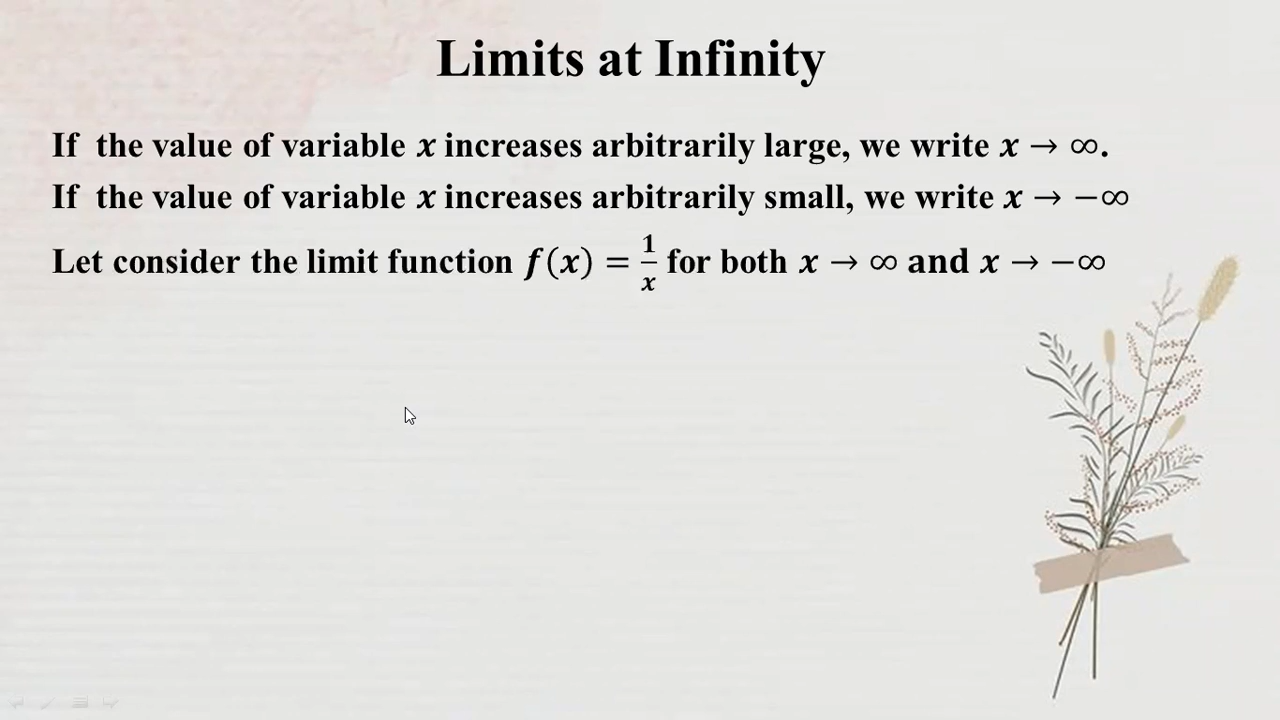 Limits at Infinity
If the value of variable x increases arbitrarily large, we write x → ∞.
If the value of variable x increases arbitrarily small, we write x → −∞
Let consider the limit function f(x) = 1/x for both x → ∞ and x → −∞